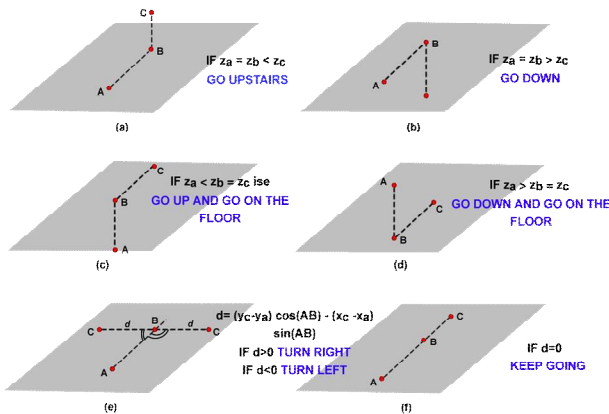 C
B
A
IF za = zb < zc
GO UPSTAIRS
(a)
B
A
IF za = zb > zc
GO DOWN
(b)
C
B
A
IF za < zb = zc ise
GO UP AND GO ON THE
FLOOR
(c)
A
C
B
IF za > zb = zc
GO DOWN AND GO ON THE
FLOOR
(d)
B
C d d C
A
d= (yc-ya) cos(AB) - (xc -xa)
sin(AB)
IF d>0 TURN RIGHT
IF d<0 TURN LEFT
(e)
C
B
A
IF d=0
KEEP GOING
(f)